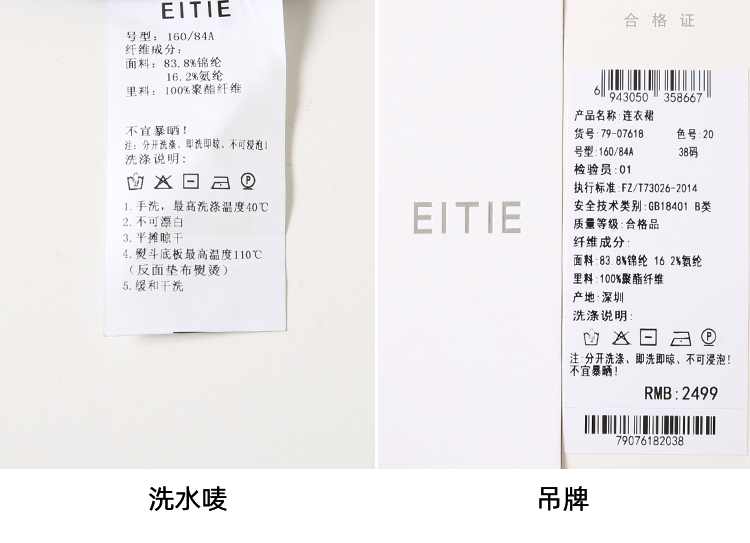 EITIE
号型: 160/84A
纤维成分:
面料: 83.8%锦纶
16.2%氨纶
里料: 100%聚酯纤维
不宜暴晒!
注: 分开洗涤、即洗即晾、不可浸泡!
洗涤说明:
P
1.手洗，最高洗涤温度40℃
2.不可漂白
3.平摊晾干
4.熨斗底板最高温度110℃
(反面垫布熨烫)
5.缓和干洗
洗水唛
EITIE
合格证
6 943050 358667
产品名称:连衣裙
货号:79-07618 色号:20
号型:160/84A 38码
检验员:01
执行标准:FZ/T73026-2014
安全技术类别:GB18401 B类
质量等级:合格品
纤维成分:
面料:83.8%锦纶 16.2%氨纶
里料:100%聚酯纤维
产地:深圳
洗涤说明:
P
注:分开洗涤、即洗即晾、不可浸泡!
不宜暴晒!
RMB:2499
79076182038
吊牌